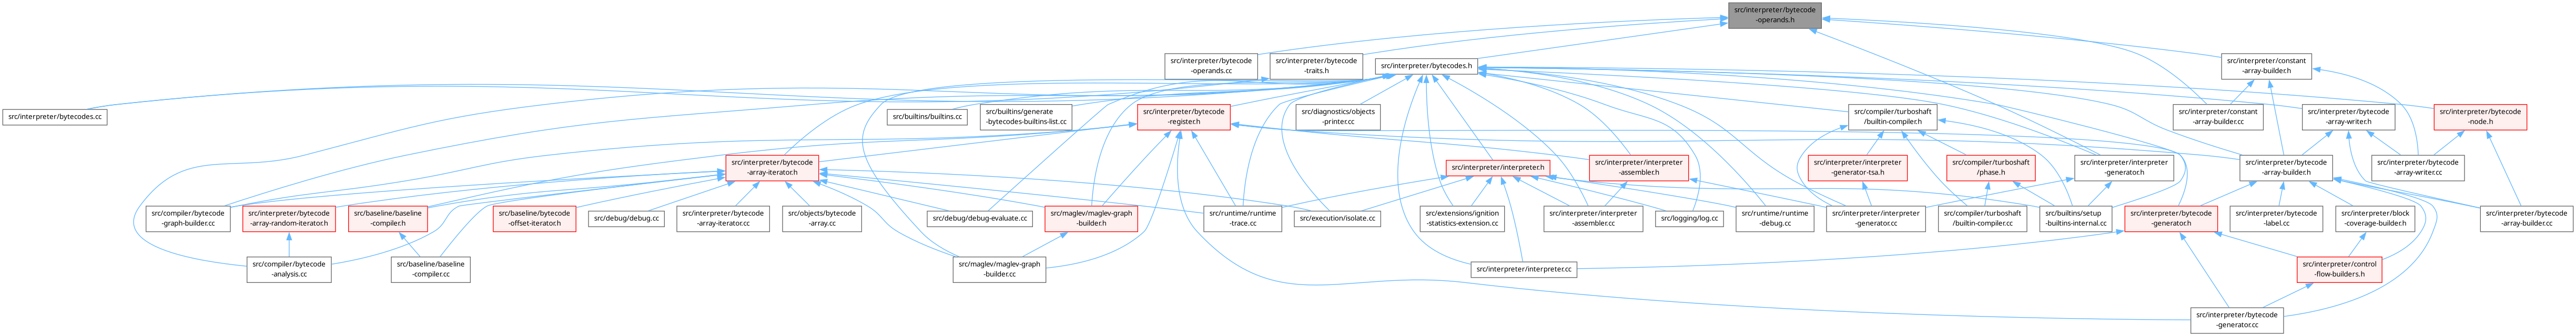 src/interpreter/bytecode
-operands.h
src/interpreter/bytecode
-operands.cc
src/interpreter/bytecode
-traits.h
src/interpreter/bytecodes.h
src/interpreter/constant
-array-builder.h
src/interpreter/bytecodes.cc
src/builtins/builtins.cc
src/builtins/generate
-bytecodes-builtins-list.cc
src/interpreter/bytecode
-register.h
src/diagnostics/objects
-printer.cc
src/compiler/turboshaft
/builtin-compiler.h
src/interpreter/constant
-array-builder.cc
src/interpreter/bytecode
-array-writer.h
src/interpreter/bytecode
-node.h
src/interpreter/bytecode
-array-iterator.h
src/interpreter/interpreter.h
src/interpreter/interpreter
-assembler.h
src/interpreter/interpreter
-generator-tsa.h
src/compiler/turboshaft
/phase.h
src/interpreter/interpreter
-generator.h
src/interpreter/bytecode
-array-builder.h
src/interpreter/bytecode
-array-writer.cc
src/compiler/bytecode
-graph-builder.cc
src/interpreter/bytecode
-array-random-iterator.h
src/baseline/baseline
-compiler.h
src/baseline/bytecode
-offset-iterator.h
src/debug/debug.cc
src/interpreter/bytecode
-array-iterator.cc
src/objects/bytecode
-array.cc
src/debug/debug-evaluate.cc
src/maglev/maglev-graph
-builder.h
src/runtime/runtime
-trace.cc
src/execution/isolate.cc
src/extensions/ignition
-statistics-extension.cc
src/interpreter/interpreter
-assembler.cc
src/logging/log.cc
src/runtime/runtime
-debug.cc
src/interpreter/interpreter
-generator.cc
src/compiler/turboshaft
/builtin-compiler.cc
src/builtins/setup
-builtins-internal.cc
src/interpreter/bytecode
-generator.h
src/interpreter/bytecode
-label.cc
src/interpreter/block
-coverage-builder.h
src/interpreter/bytecode
-array-builder.cc
src/compiler/bytecode
-analysis.cc
src/baseline/baseline
-compiler.cc
src/maglev/maglev-graph
-builder.cc
src/interpreter/interpreter.cc
src/interpreter/control
-flow-builders.h
src/interpreter/bytecode
-generator.cc